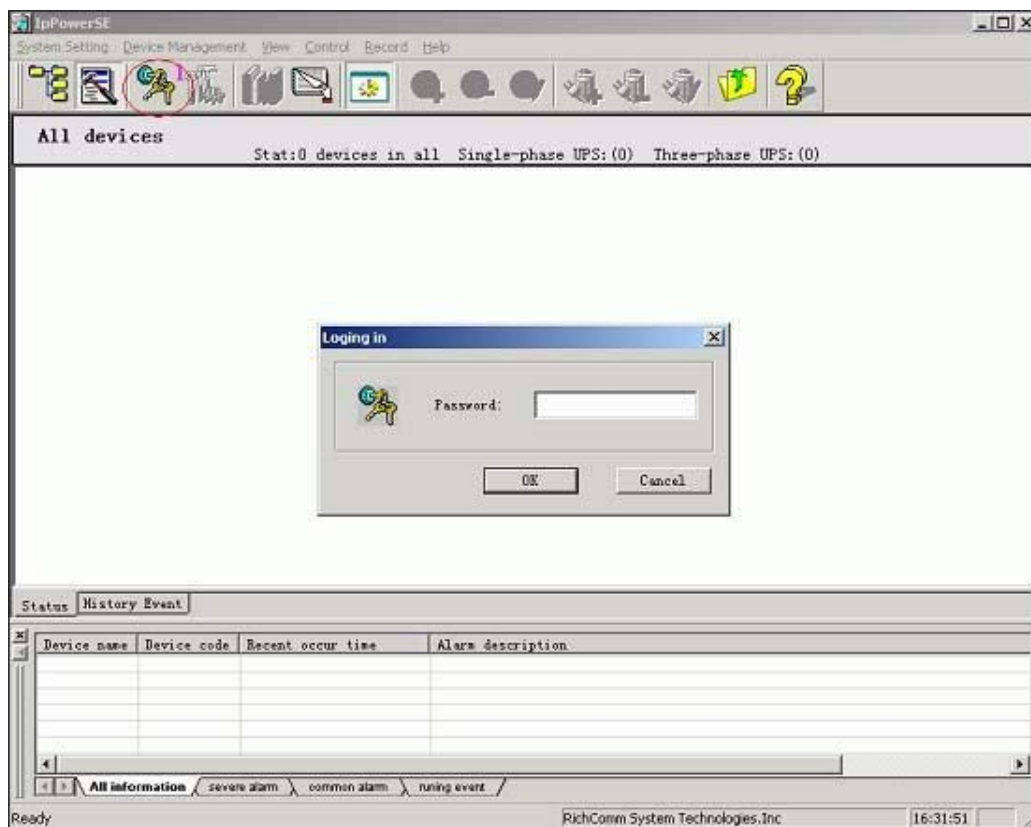 IpPowerSE
System Setting Device Management View Control Record Help
1
All devices
Stat:0 devices in all Single-phase UPS:(0) Three-phase UPS:(0)
Loging in
Password:
OK Cancel
Status History Event
Device name Device code Recent occur time Alarm description
All information severe alarm common alarm runing event
Ready RichComm System Technologies.Inc 16:31:51